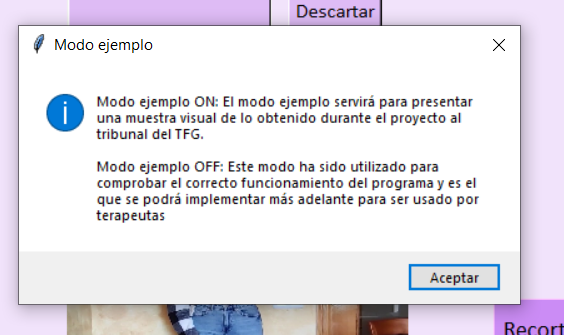 Descartar
Modo ejemplo
Modo ejemplo ON: El modo ejemplo servirá para presentar
una muestra visual de lo obtenido durante el proyecto al
tribunal del TFG.
Modo ejemplo OFF: Este modo ha sido utilizado para
comprobar el correcto funcionamiento del programa y es el
que se podrá implementar más adelante para ser usado por
terapeutas
Aceptar
Recort